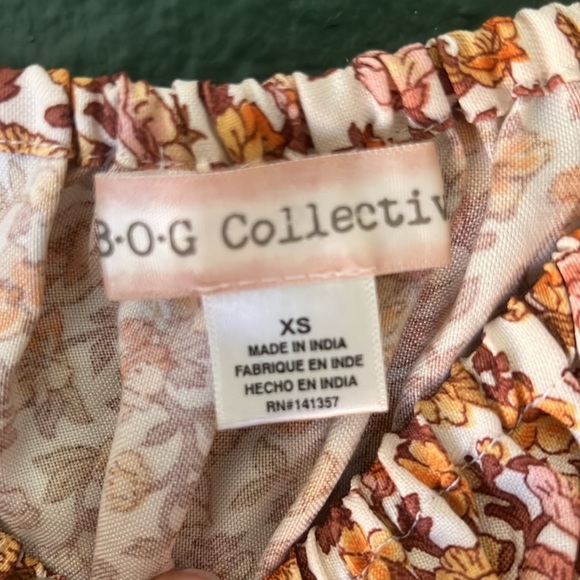 B·O·G Collectiv
XS
MADE IN INDIA
FABRIQUE EN INDE
HECHO EN INDIA
RN#141357